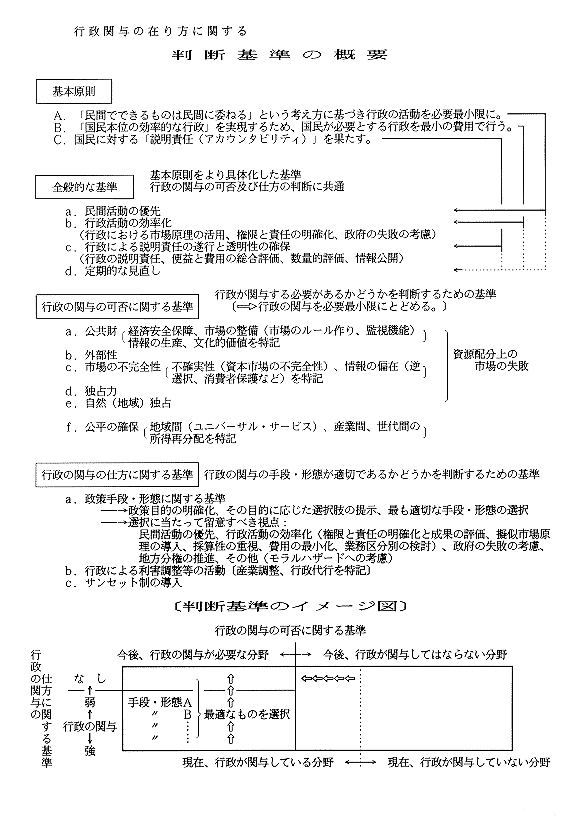 行政関与の在り方に関する
判断基準の概要
基本原則
A．「民間でできるものは民間に委ねる」という考え方に基づき行政の活動を必要最小限に。
B．「国民本位の効率的な行政」を実現するため、国民が必要とする行政を最小の費用で行う。
C．国民に対する「説明責任（アカウンタビリティ）」を果たす。
基本原則をより具体化した基準
全般的な基準
行政の関与の可否及び仕方の判断に共通
a．民間活動の優先
b．行政活動の効率化
（行政における市場原理の活用、権限と責任の明確化、政府の失敗の考慮）
c．行政による説明責任の遂行と透明性の確保
（行政の説明責任、便益と費用の総合評価、数量的評価、情報公開）
d．定期的な見直し
行政の関与の可否に関する基準
行政が関与する必要があるかどうかを判断するための基準
（⇨行政の関与を必要最小限にとどめる。）
a．公共財〔経済安全保障、市場の整備（市場のルール作り、監視機能）
情報の生産、文化的価値を特記〕
b．外部性
c．市場の不完全性〔不確実性（資本市場の不完全性）、情報の偏在（逆
選択、消費者保護など）を特記〕
d．独占力
e．自然（地域）独占
資源配分上の
市場の失敗
f．公平の確保〔地域間（ユニバーサル・サービス）、産業間、世代間の
所得再分配を特記〕
行政の関与の仕方に関する基準
行政の関与の手段・形態が適切であるかどうかを判断するための基準
a．政策手段・形態に関する基準
→政策目的の明確化、その目的に応じた選択肢の提示、最も適切な手段・形態の選択
→選択に当たって留意すべき視点：
民間活動の優先、行政活動の効率化（権限と責任の明確化と成果の評価、擬似市場原
理の導入、採算性の重視、費用の最小化、業務区分別の検討）、政府の失敗の考慮、
地方分権の推進、その他（モラルハザードへの考慮）
b．行政による利害調整等の活動〔産業調整、行政代行を特記〕
c．サンセット制の導入
〔判断基準のイメージ図〕
行政の関与の可否に関する基準
今後、行政の関与が必要な分野 ←→ 今後、行政が関与してはならない分野
行政の関与の
仕方に関する基準
なし
↑
弱
↑
行政の関与
↓
強
手段・形態A
〃 B
〃 ⋮
〃 ⋮
最適なものを選択
⇧
⇦⇦⇦⇦⇦
現在、行政が関与している分野 ←→ 現在、行政が関与していない分野